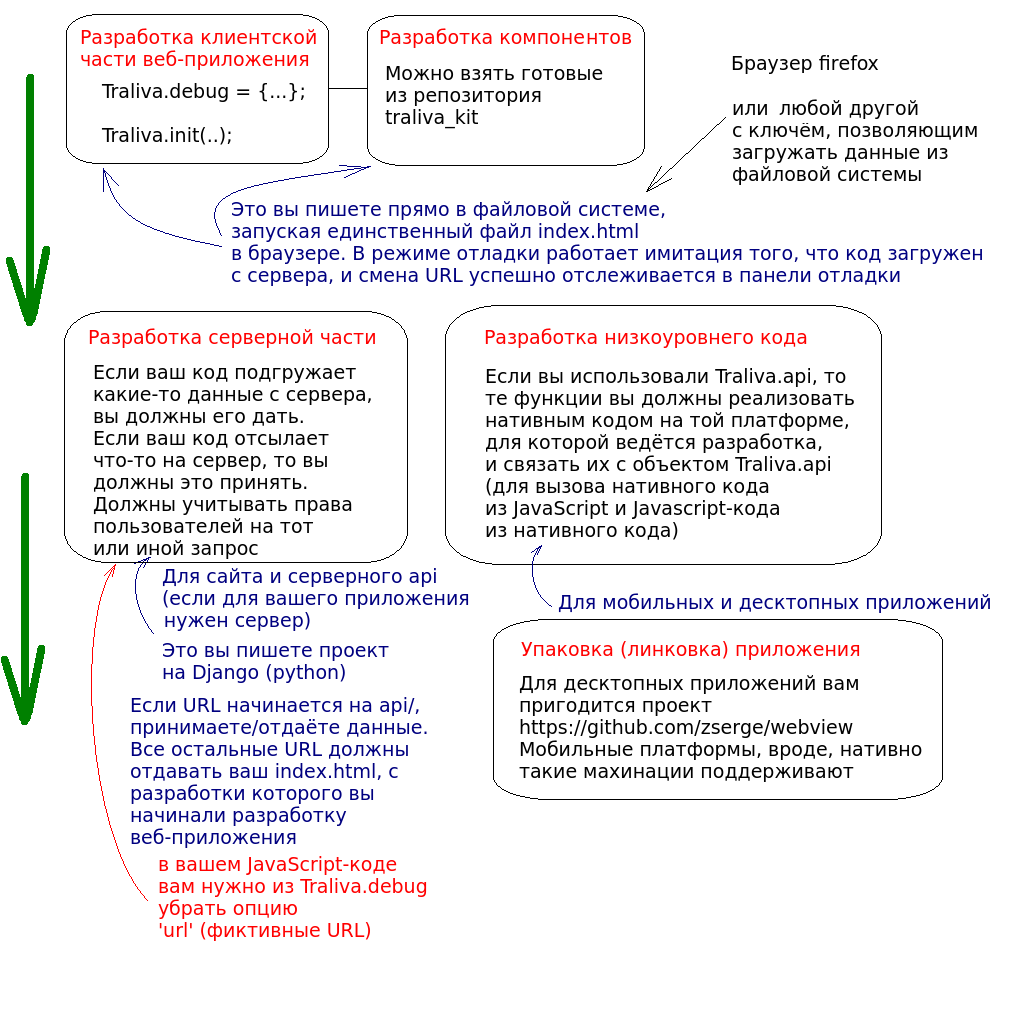 Разработка клиентской
части веб-приложения
Traliva.debug = {...};
Traliva.init(..);
Разработка компонентов
Можно взять готовые
из репозитория
traliva_kit
Браузер firefox
или любой другой
с ключём, позволяющим
загружать данные из
файловой системы
Это вы пишете прямо в файловой системе,
запуская единственный файл index.html
в браузере. В режиме отладки работает имитация того, что код загружен
с сервера, и смена URL успешно отслеживается в панели отладки
Разработка серверной части
Если ваш код подгружает
какие-то данные с сервера,
вы должны его дать.
Если ваш код отсылает
что-то на сервер, то вы
должны это принять.
Должны учитывать права
пользователей на тот
или иной запрос
Разработка низкоуровнего кода
Если вы использовали Traliva.api, то
те функции вы должны реализовать
нативным кодом на той платформе,
для которой ведётся разработка,
и связать их с объектом Traliva.api
(для вызова нативного кода
из JavaScript и Javascript-кода
из нативного кода)
Для сайта и серверного api
(если для вашего приложения
нужен сервер)
Это вы пишете проект
на Django (python)
Если URL начинается на api/,
принимаете/отдаёте данные.
Все остальные URL должны
отдавать ваш index.html, с
разработки которого вы
начинали разработку
веб-приложения
в вашем JavaScript-коде
вам нужно из Traliva.debug
убрать опцию
'url' (фиктивные URL)
Для мобильных и десктопных приложений
Упаковка (линковка) приложения
Для десктопных приложений вам
пригодится проект
https://github.com/zserge/webview
Мобильные платформы, вроде, нативно
такие махинации поддерживают